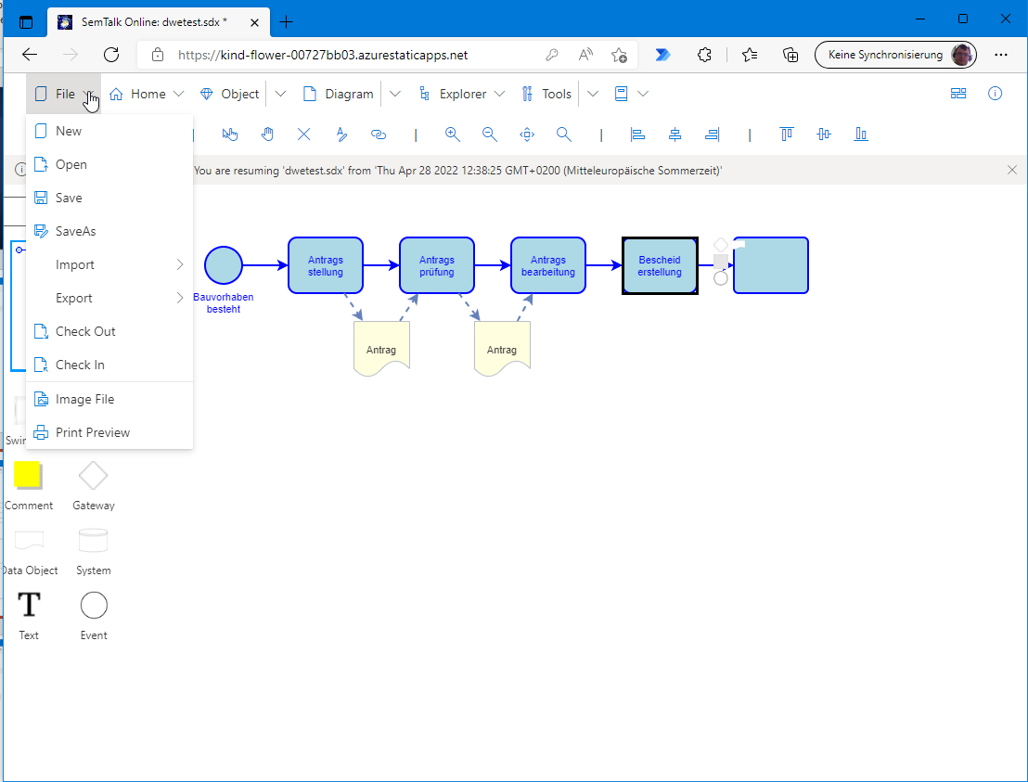 SemTalk Online: dwetest.sdx *
https://kind-flower-00727bb03.azurestaticapps.net
Keine Synchronisierung
File
Home
Object
Diagram
Explorer
Tools
You are resuming 'dwetest.sdx' from 'Thu Apr 28 2022 12:38:25 GMT+0200 (Mitteleuropäische Sommerzeit)'
New
Open
Save
SaveAs
Import
Export
Check Out
Check In
Image File
Print Preview
Bauvorhaben
besteht
Antrags
stellung
Antrags
prüfung
Antrags
bearbeitung
Bescheid
erstellung
Antrag
Antrag
Swi
Comment
Gateway
Data Object
System
T
Text
Event